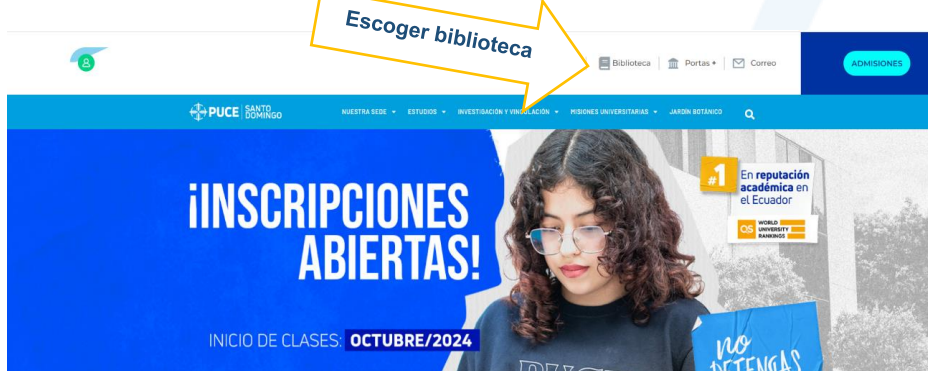 Escoger biblioteca
Biblioteca
Portas
Correo
ADMISIONES
PUCE SANTO DOMINGO
NUESTRA SEDE
ESTUDIOS
INVESTIGACIÓN Y VINCULACIÓN
MISIONES UNIVERSITARIAS
JARDÍN BOTÁNICO
¡INSCRIPCIONES
ABIERTAS!
#1
En reputación
académica en
el Ecuador
QS WORLD
UNIVERSITY
RANKINGS
INICIO DE CLASES: OCTUBRE/2024
no
DETENGAS